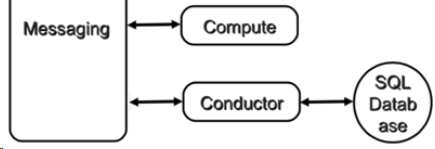 Messaging
Compute
Conductor
SQL
Datab
ase